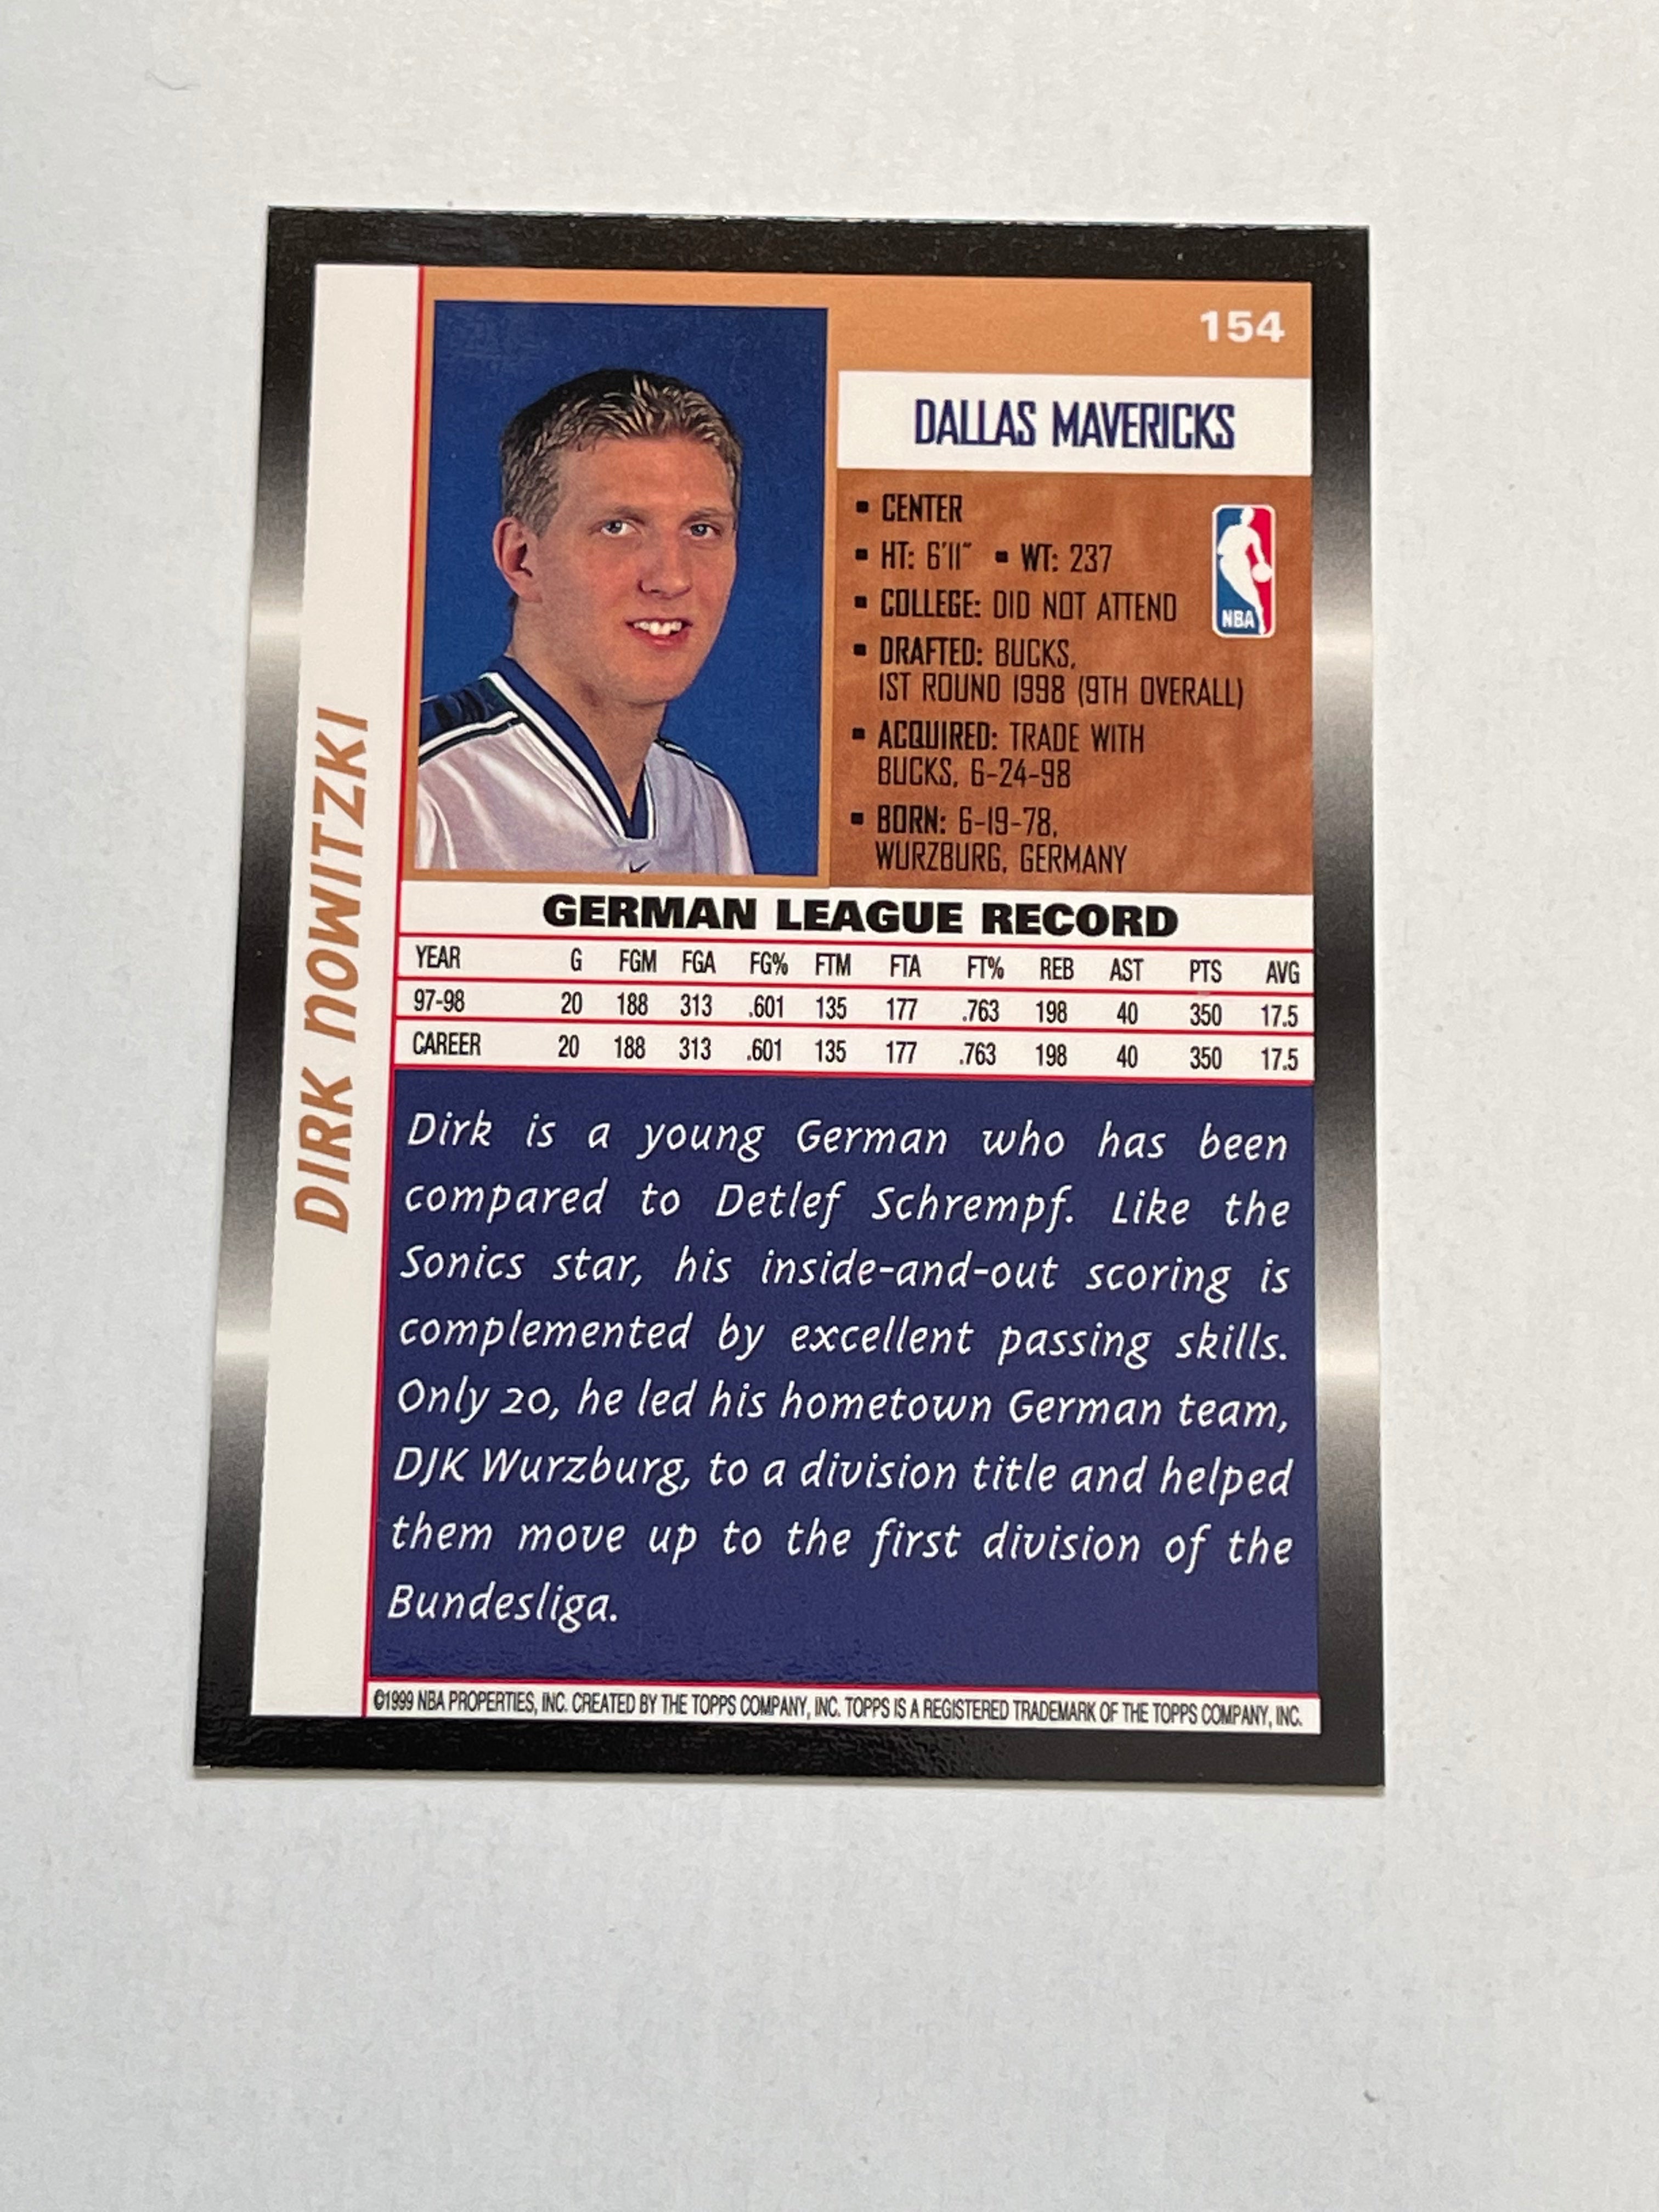 154
DALLAS MAVERICKS
▪ CENTER
▪ HT: 6'11" ▪ WT: 237
▪ COLLEGE: DID NOT ATTEND
▪ DRAFTED: BUCKS,
1ST ROUND 1998 (9TH OVERALL)
▪ ACQUIRED: TRADE WITH
BUCKS, 6-24-98
▪ BORN: 6-19-78,
WURZBURG, GERMANY
NBA
DIRK NOWITZKI
GERMAN LEAGUE RECORD
YEAR G FGM FGA FG% FTM FTA FT% REB AST PTS AVG
97-98 20 188 313 .601 135 177 .763 198 40 350 17.5
CAREER 20 188 313 .601 135 177 .763 198 40 350 17.5
Dirk is a young German who has been
compared to Detlef Schrempf. Like the
Sonics star, his inside-and-out scoring is
complemented by excellent passing skills.
Only 20, he led his hometown German team,
DJK Wurzburg, to a division title and helped
them move up to the first division of the
Bundesliga.
©1999 NBA PROPERTIES, INC. CREATED BY THE TOPPS COMPANY, INC. TOPPS IS A REGISTERED TRADEMARK OF THE TOPPS COMPANY, INC.